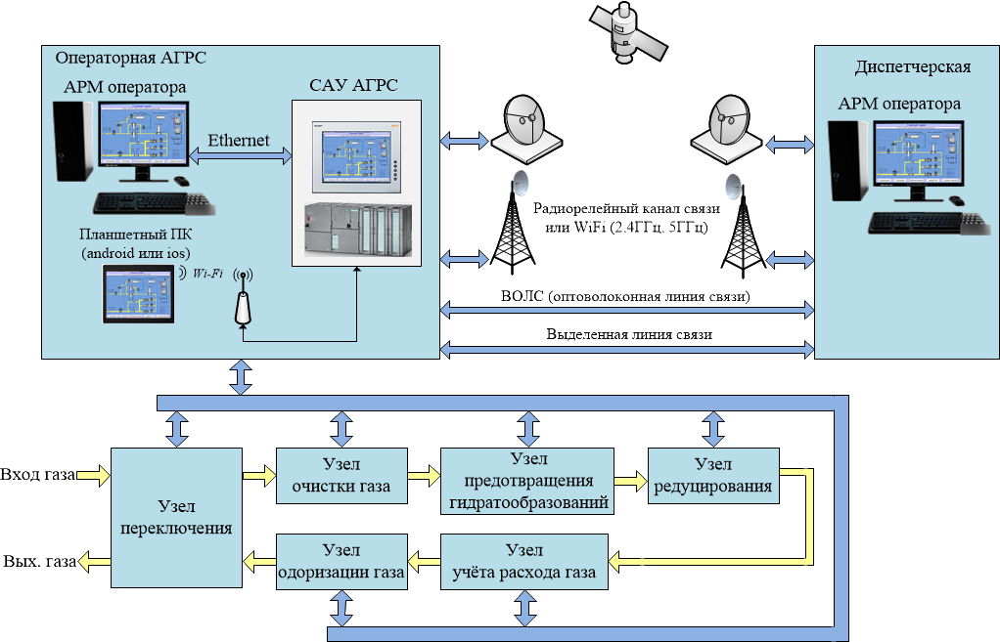 Операторная АГРС
АРМ оператора
САУ АГРС
Ethernet
Планшетный ПК
(android или ios)
Wi-Fi
Радиорелейный канал связи
или WiFi (2.4ГГц. 5ГГц)
ВОЛС (оптоволоконная линия связи)
Выделенная линия связи
Диспетчерская
АРМ оператора
Вход газа
Вых. газа
Узел
переключения
Узел
очистки газа
Узел
предотвращения
гидратообразований
Узел
редуцирования
Узел
одоризации газа
Узел
учёта расхода газа